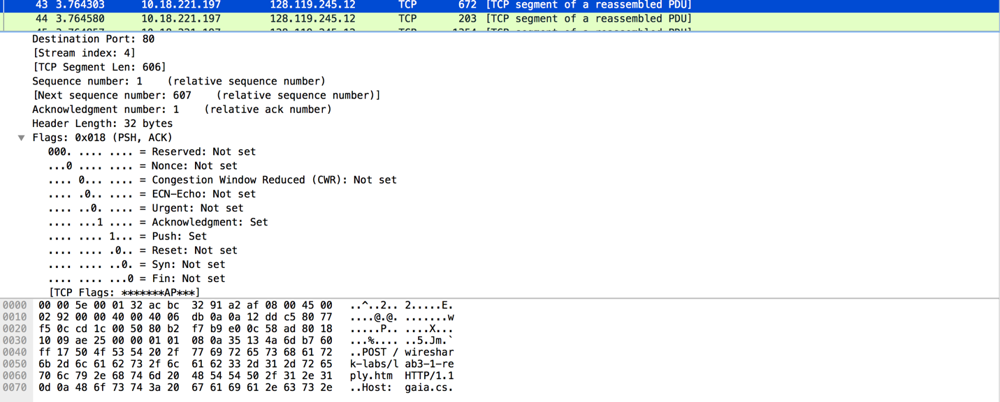 43 3.764303 10.18.221.197 128.119.245.12 TCP 672 [TCP segment of a reassembled PDU]
44 3.764580 10.18.221.197 128.119.245.12 TCP 203 [TCP segment of a reassembled PDU]
Destination Port: 80
[Stream index: 4]
[TCP Segment Len: 606]
Sequence number: 1 (relative sequence number)
[Next sequence number: 607 (relative sequence number)]
Acknowledgment number: 1 (relative ack number)
Header Length: 32 bytes
Flags: 0x018 (PSH, ACK)
000. .... .... = Reserved: Not set
...0 .... .... = Nonce: Not set
.... 0... .... = Congestion Window Reduced (CWR): Not set
.... .0.. .... = ECN-Echo: Not set
.... ..0. .... = Urgent: Not set
.... ...1 .... = Acknowledgment: Set
.... .... 1... = Push: Set
.... .... .0.. = Reset: Not set
.... .... ..0. = Syn: Not set
.... .... ...0 = Fin: Not set
[TCP Flags: *******AP***]
0000 00 00 5e 00 01 32 ac bc 32 91 a2 af 08 00 45 00 ..^..2.. 2.....E.
0010 02 92 00 00 40 00 40 06 db 0a 0a 12 dd c5 80 77 ....@.@. .......w
0020 f5 0c cd 1c 00 50 80 b2 f7 b9 e0 0c 58 ad 80 18 .....P.. ....X...
0030 10 09 ae 25 00 00 01 01 08 0a 35 13 4a 6d b7 60 ...%.... ..5.Jm.`
0040 ff 17 50 4f 53 54 20 2f 77 69 72 65 73 68 61 72 ..POST / wireshar
0050 6b 2d 6c 61 62 73 2f 6c 61 62 33 2d 31 2d 72 65 k-labs/l ab3-1-re
0060 70 6c 79 2e 68 74 6d 20 48 54 54 50 2f 31 2e 31 ply.htm HTTP/1.1
0070 0d 0a 48 6f 73 74 3a 20 67 61 69 61 2e 63 73 2e ..Host: gaia.cs.